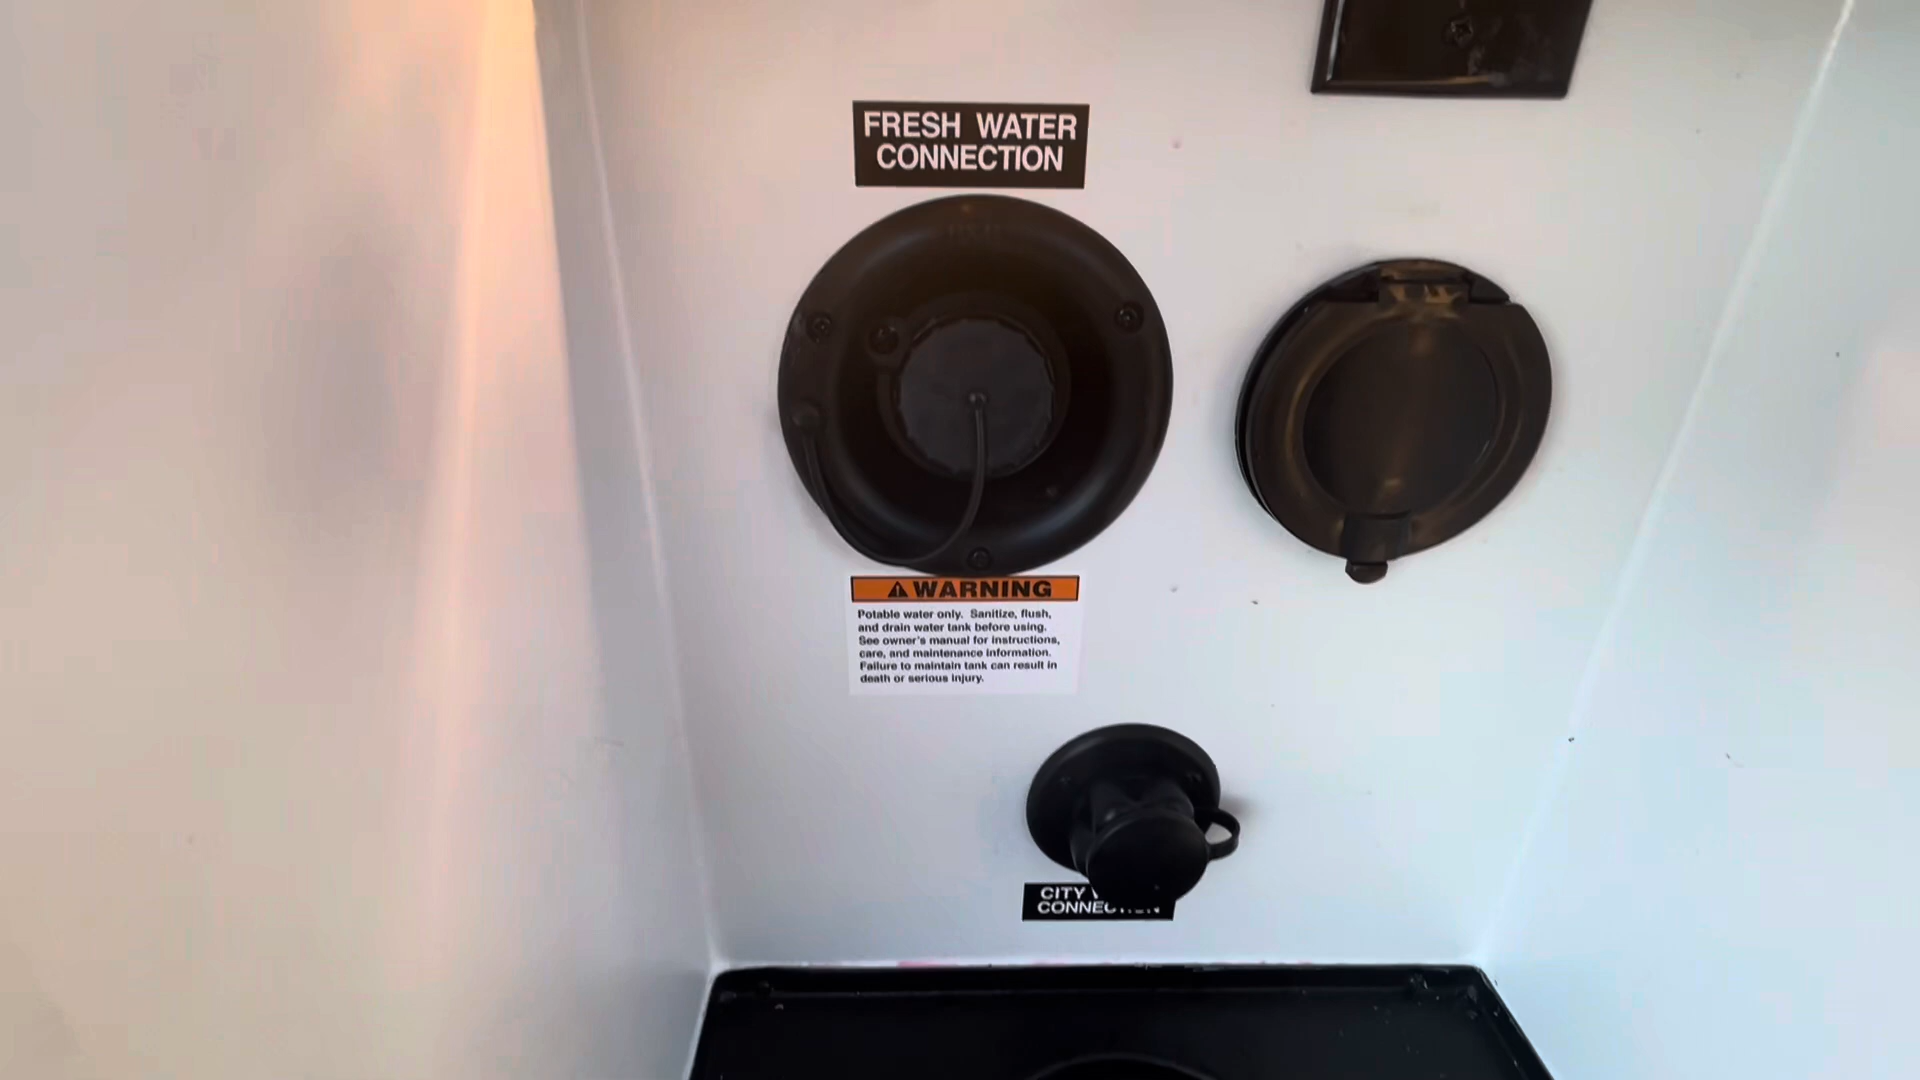 FRESH WATER
CONNECTION
WARNING
Potable water only. Sanitize, flush,
and drain water tank before using.
See owner's manual for instructions,
care, and maintenance information.
Failure to maintain tank can result in
death or serious injury.
CITY
CONNECTION